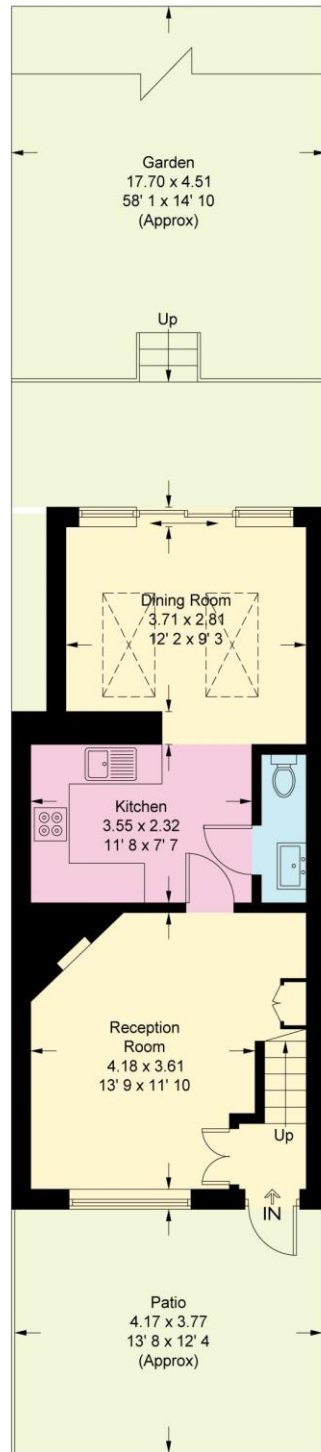 Garden
17.70 x 4.51
58' 1 x 14' 10
(Approx)
Up
Dining Room
3.71 x 2.81
12' 2 x 9' 3
Kitchen
3.55 x 2.32
11' 8 x 7' 7
Reception
Room
4.18 x 3.61
13' 9 x 11' 10
Up
IN
Patio
4.17 x 3.77
13' 8 x 12' 4
(Approx)